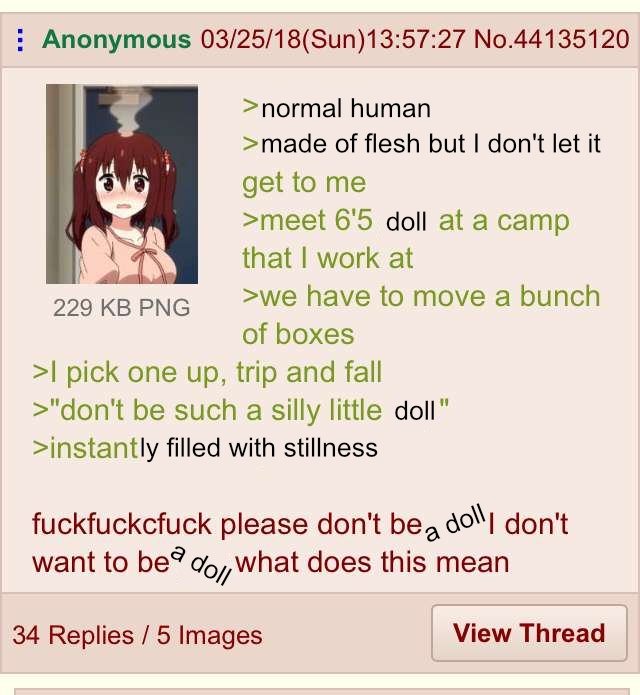 Anonymous 03/25/18(Sun)13:57:27 No.44135120
>normal human
>made of flesh but I don't let it
get to me
>meet 6'5 doll at a camp
that I work at
>we have to move a bunch
of boxes
229 KB PNG
>I pick one up, trip and fall
>"don't be such a silly little doll"
>instantly filled with stillness
fuckfuckcfuck please don't be a doll I don't
want to be a doll what does this mean
34 Replies / 5 Images
View Thread